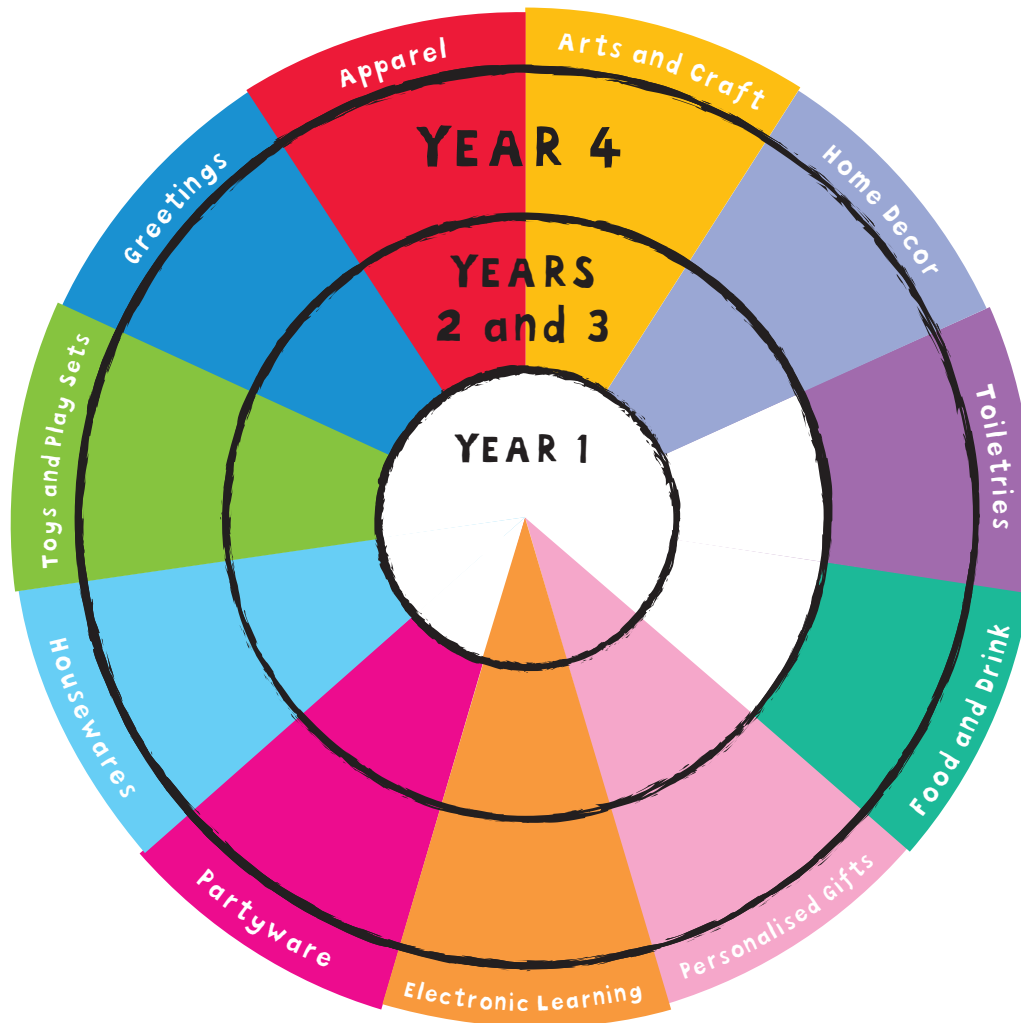 Apparel
Arts and Craft
Home Decor
Toiletries
Food and Drink
Personalised Gifts
Electronic Learning
Partyware
Housewares
Toys and Play Sets
Greetings
YEAR 4
YEARS
2 and 3
YEAR 1